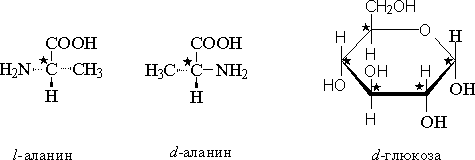 COOH
H₂N C CH₃
H
l-аланин
COOH
H₃C C NH₂
H
d-аланин
CH₂OH
H O H
H
H
HO OH H OH
H OH
d-глюкоза